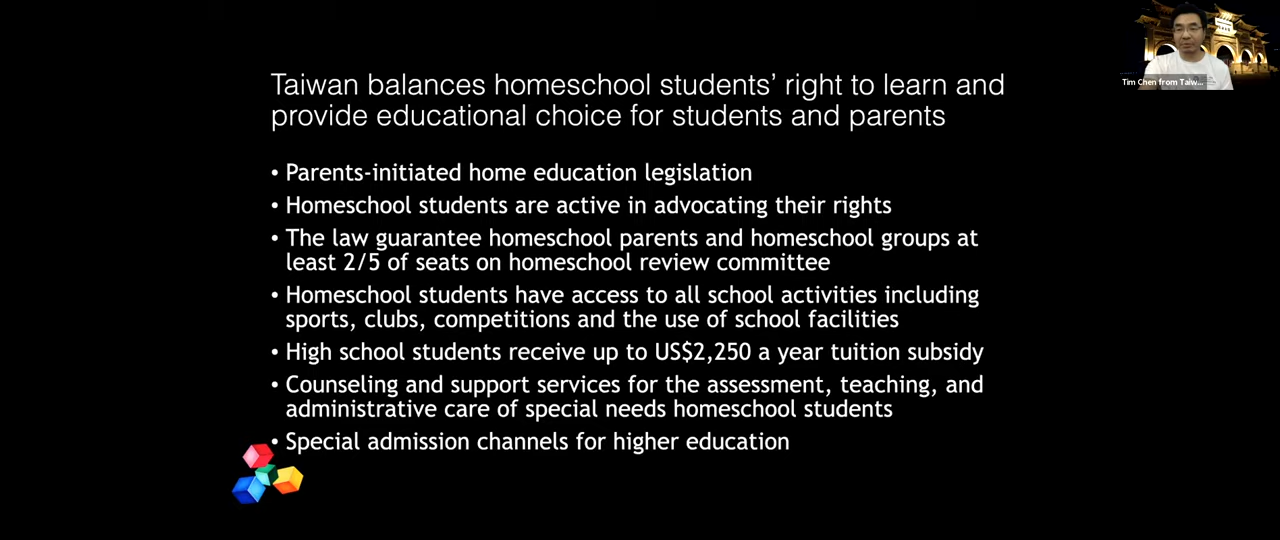 Taiwan balances homeschool students’ right to learn and
provide educational choice for students and parents
• Parents-initiated home education legislation
• Homeschool students are active in advocating their rights
• The law guarantee homeschool parents and homeschool groups at
least 2/5 of seats on homeschool review committee
• Homeschool students have access to all school activities including
sports, clubs, competitions and the use of school facilities
• High school students receive up to US$2,250 a year tuition subsidy
• Counseling and support services for the assessment, teaching, and
administrative care of special needs homeschool students
• Special admission channels for higher education
Tim Chen from Taiw...